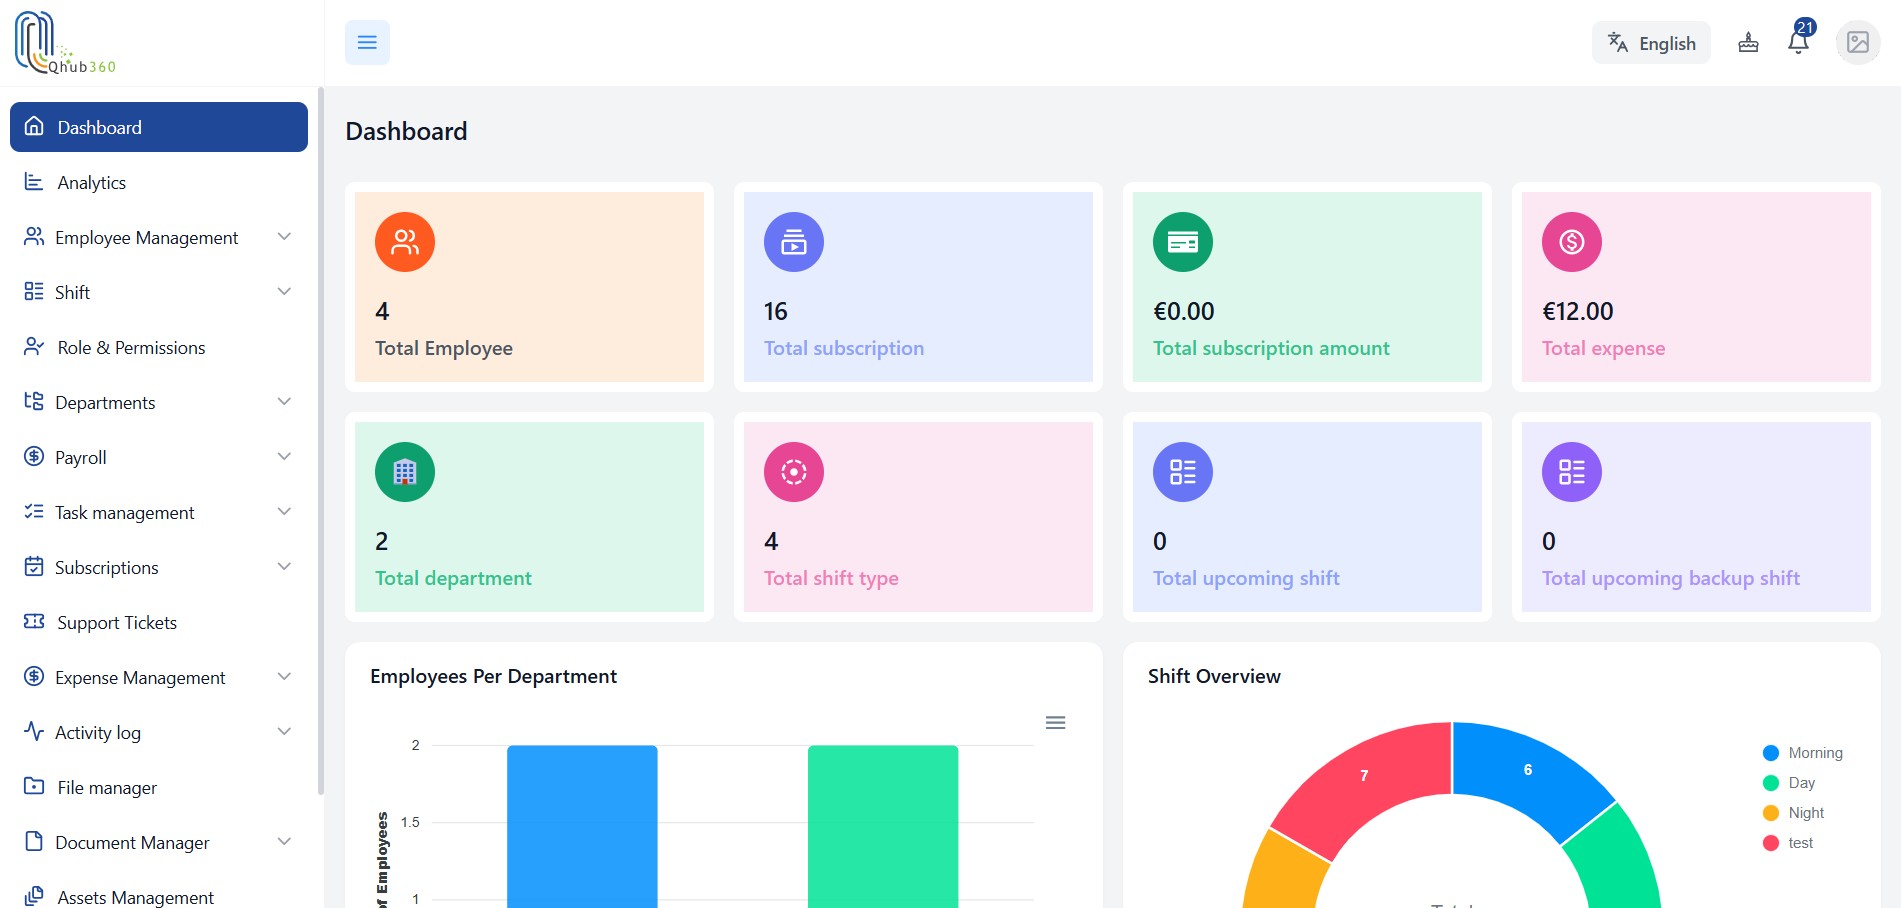 Qhub360
English
21
Dashboard
Analytics
Employee Management
Shift
Role & Permissions
Departments
Payroll
Task management
Subscriptions
Support Tickets
Expense Management
Activity log
File manager
Document Manager
Assets Management
Dashboard
4
Total Employee
16
Total subscription
€0.00
Total subscription amount
€12.00
Total expense
2
Total department
4
Total shift type
0
Total upcoming shift
0
Total upcoming backup shift
Employees Per Department
2
1.5
1
of Employees
Shift Overview
7
6
Morning
Day
Night
test